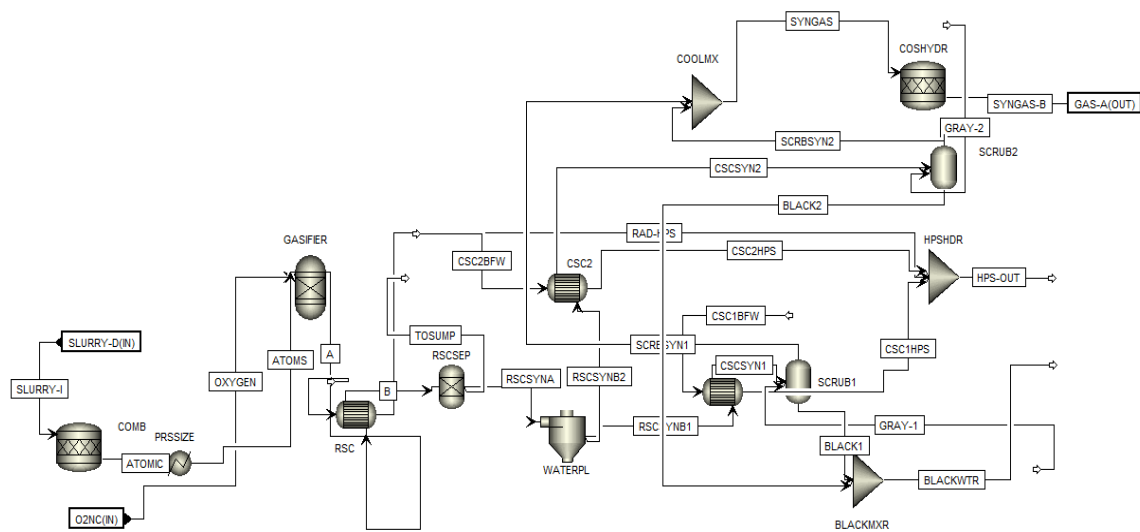 SYNGAS
COOLMX
COSHYDR
SYNGAS-B
GAS-A(OUT)
GRAY-2
SCRBSYN2
SCRUB2
CSCSYN2
BLACK2
GASIFIER
RAD-HPS
HPSHDR
CSC2BFW
CSC2
CSC2HPS
HPS-OUT
SLURRY-D(IN)
CSC1BFW
TOSUMP
SCRBSYN1
CSC1HPS
A
ATOMS
RSCSEP
CSCSYN1
OXYGEN
RSCSYNA
RSCSYNB2
SLURRY-I
B
SCRUB1
COMB
PRSSIZE
RSC
RSCSYNB1
GRAY-1
ATOMIC
WATERPL
BLACK1
BLACKWTR
O2NC(IN)
BLACKMXR